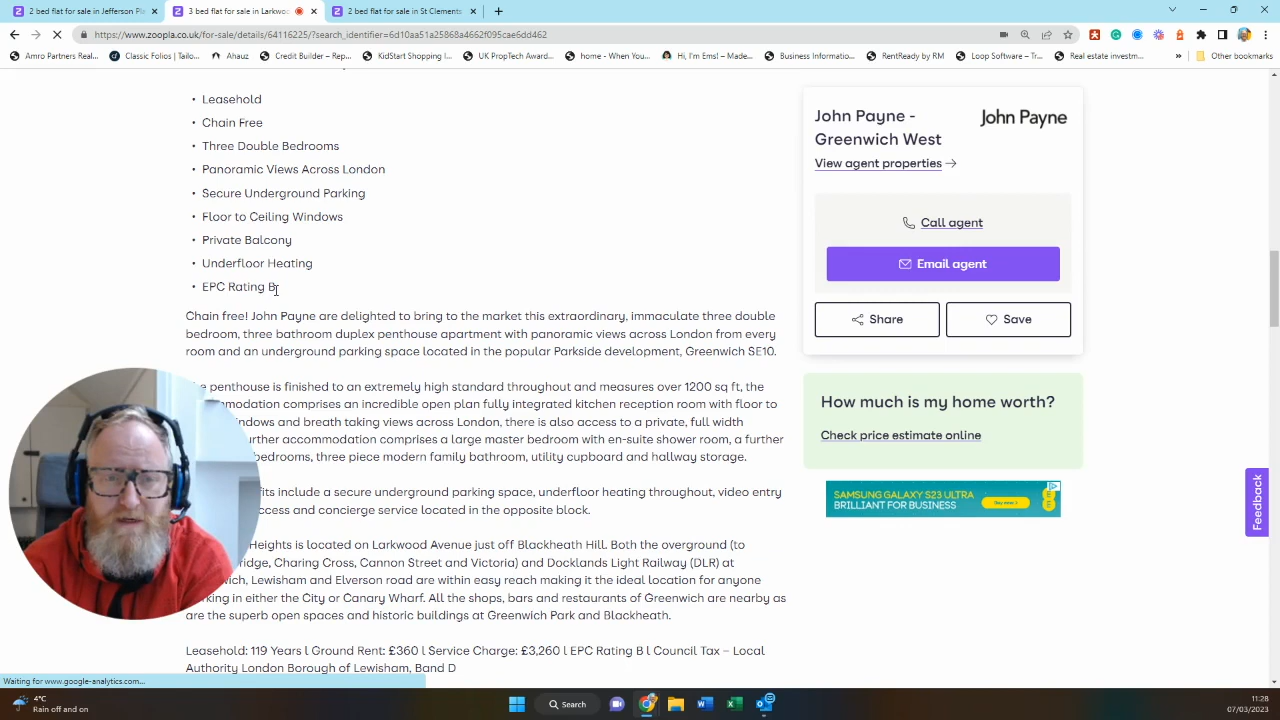 2 bed flat for sale in Jefferson Pl
3 bed flat for sale in Larkwo
2 bed flat for sale in St Clements
https://www.zoopla.co.uk/for-sale/details/64116225/?search_identifier=6d10aa51a25868a4662f095cae6dd462
Amro Partners Real...
Classic Folios | Tailo...
Ahauz
Credit Builder - Rep...
KidStart Shopping I...
UK PropTech Award...
home - When You...
Hi, I'm Ems! – Made...
Business Informatio...
RentReady by RM
Loop Software – Tr...
Real estate investm...
Other bookmarks
• Leasehold
• Chain Free
• Three Double Bedrooms
• Panoramic Views Across London
• Secure Underground Parking
• Floor to Ceiling Windows
• Private Balcony
• Underfloor Heating
• EPC Rating B
Chain free! John Payne are delighted to bring to the market this extraordinary, immaculate three double
bedroom, three bathroom duplex penthouse apartment with panoramic views across London from every
room and an underground parking space located in the popular Parkside development, Greenwich SE10.
penthouse is finished to an extremely high standard throughout and measures over 1200 sq ft, the
modation comprises an incredible open plan fully integrated kitchen reception room with floor to
indows and breath taking views across London, there is also access to a private, full width
urther accommodation comprises a large master bedroom with en-suite shower room, a further
bedrooms, three piece modern family bathroom, utility cupboard and hallway storage.
fits include a secure underground parking space, underfloor heating throughout, video entry
ccess and concierge service located in the opposite block.
Heights is located on Larkwood Avenue just off Blackheath Hill. Both the overground (to
ridge, Charing Cross, Cannon Street and Victoria) and Docklands Light Railway (DLR) at
wich, Lewisham and Elverson road are within easy reach making it the ideal location for anyone
king in either the City or Canary Wharf. All the shops, bars and restaurants of Greenwich are nearby as
are the superb open spaces and historic buildings at Greenwich Park and Blackheath.
Leasehold: 119 Years l Ground Rent: £360 l Service Charge: £3,260 l EPC Rating B l Council Tax – Local
Authority London Borough of Lewisham, Band D
John Payne -
Greenwich West
John Payne
View agent properties
Call agent
Email agent
Share
Save
How much is my home worth?
Check price estimate online
SAMSUNG GALAXY S23 ULTRA
BRILLIANT FOR BUSINESS
Feedback
Waiting for www.google-analytics.com...
4°C
Rain off and on
Search
11:28
07/03/2023